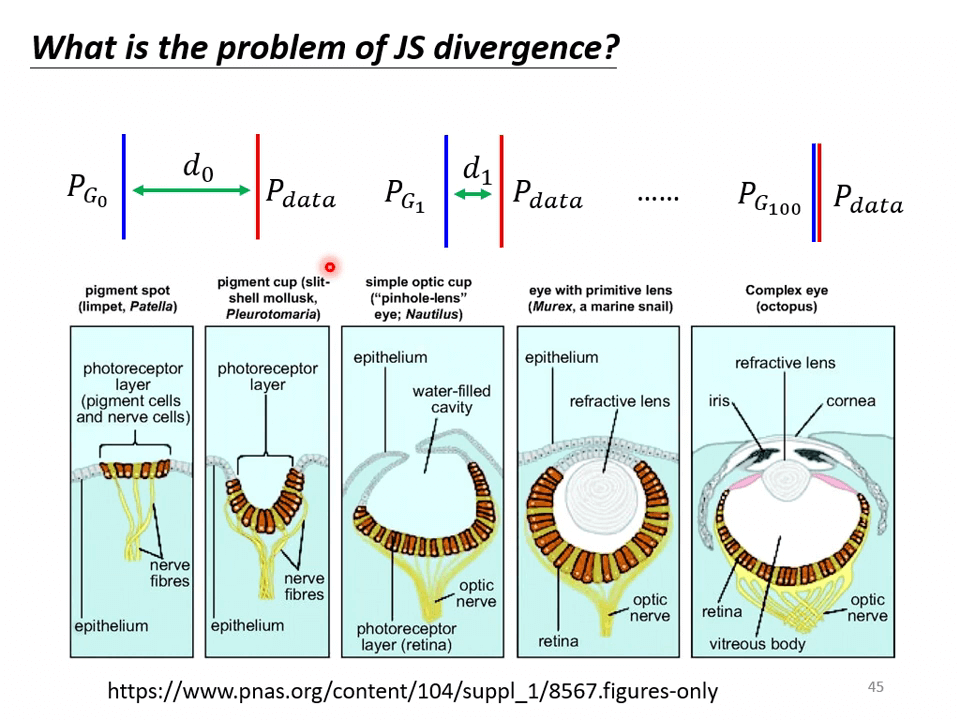 What is the problem of JS divergence?
P_{G_0} d_0 P_{data} P_{G_1} d_1 P_{data} …… P_{G_{100}} P_{data}
pigment spot
(limpet, Patella)
pigment cup (slit-
shell mollusk,
Pleurotomaria)
simple optic cup
("pinhole-lens"
eye; Nautilus)
eye with primitive lens
(Murex, a marine snail)
Complex eye
(octopus)
photoreceptor
layer
(pigment cells
and nerve cells)
nerve
fibres
epithelium
photoreceptor
layer
nerve
fibres
epithelium
epithelium
water-filled
cavity
optic
nerve
photoreceptor
layer (retina)
epithelium
refractive lens
optic
nerve
retina
refractive lens
iris
cornea
retina
optic
nerve
vitreous body
https://www.pnas.org/content/104/suppl_1/8567.figures-only
45